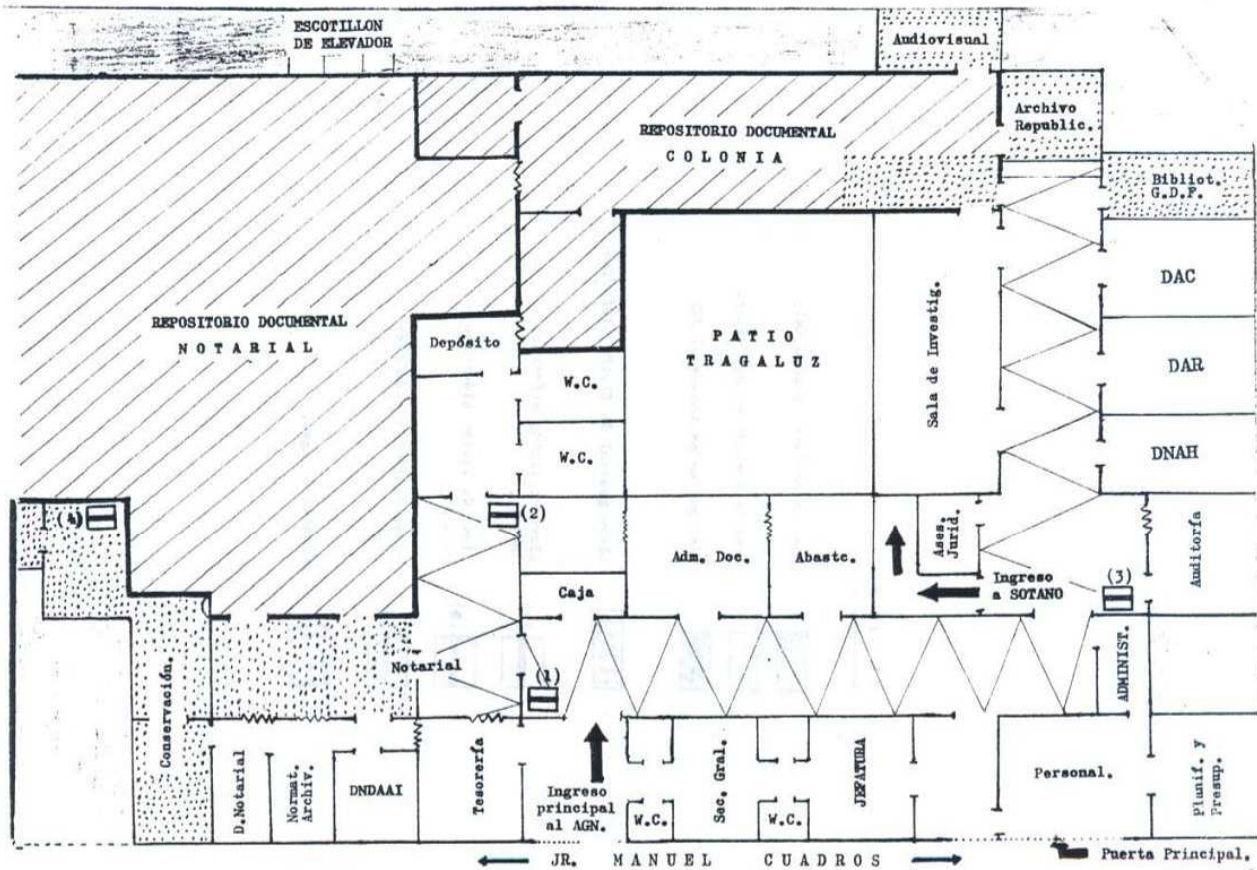 ESCOTILLON
DE ELEVADOR
Audiovisual
Archivo
Republic.
REPOSITORIO DOCUMENTAL
COLONIA
Bibliot.
G.D.F.
DAC
REPOSITORIO DOCUMENTAL
NOTARIAL
PATIO
TRAGALUZ
Sala de Investig.
Depósito
DAR
W.C.
DNAH
W.C.
(4)
(2)
Adm. Doc.
Abastc.
Ases.
Jurid.
Auditoría
Caja
Ingreso
a SOTANO
(3)
Notarial
(1)
ADMINIST.
Conservación.
D.Notarial
Normat.
Archiv.
DNDAAI
Tesorería
Ingreso
principal
al AGN.
W.C.
Sec. Gral.
W.C.
JEFATURA
Personal.
Planif. y
Presup.
JR. MANUEL CUADROS
Puerta Principal.